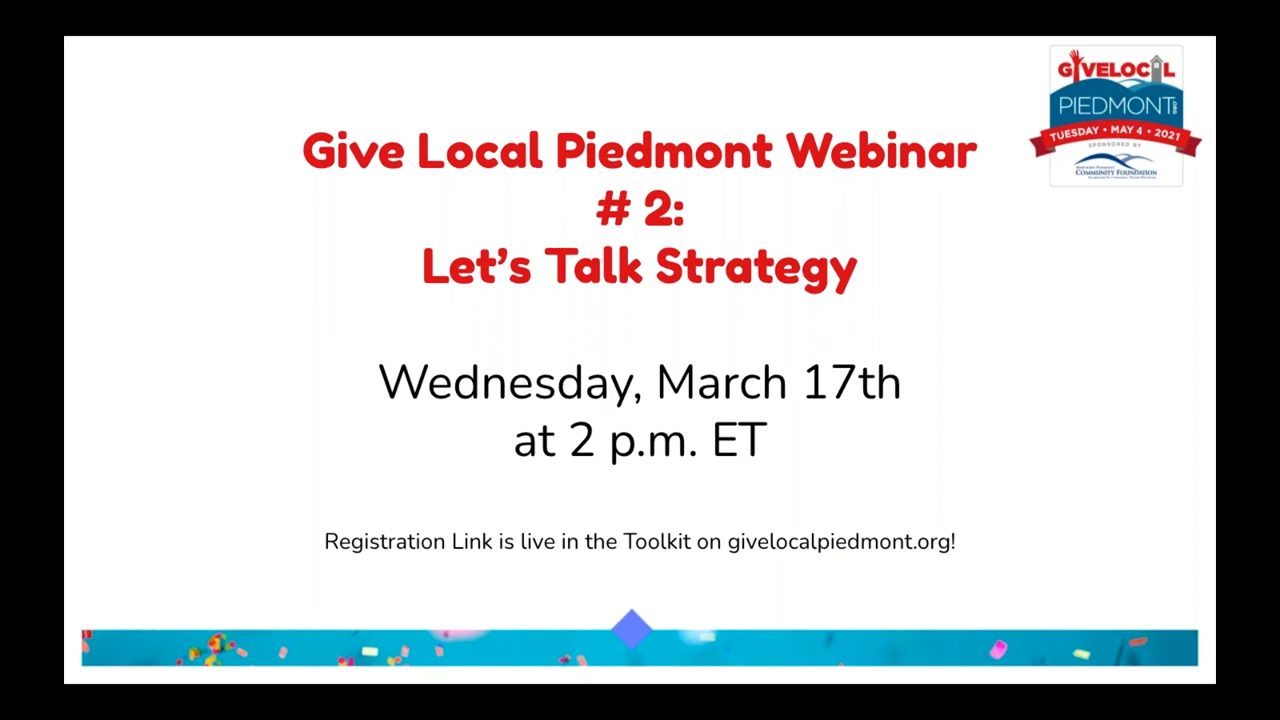 GIVELOCAL
PIEDMONT.ORG
TUESDAY • MAY 4 • 2021
SPONSORED BY
COMMUNITY FOUNDATION
Give Local Piedmont Webinar
# 2:
Let’s Talk Strategy
Wednesday, March 17th
at 2 p.m. ET
Registration Link is live in the Toolkit on givelocalpiedmont.org!